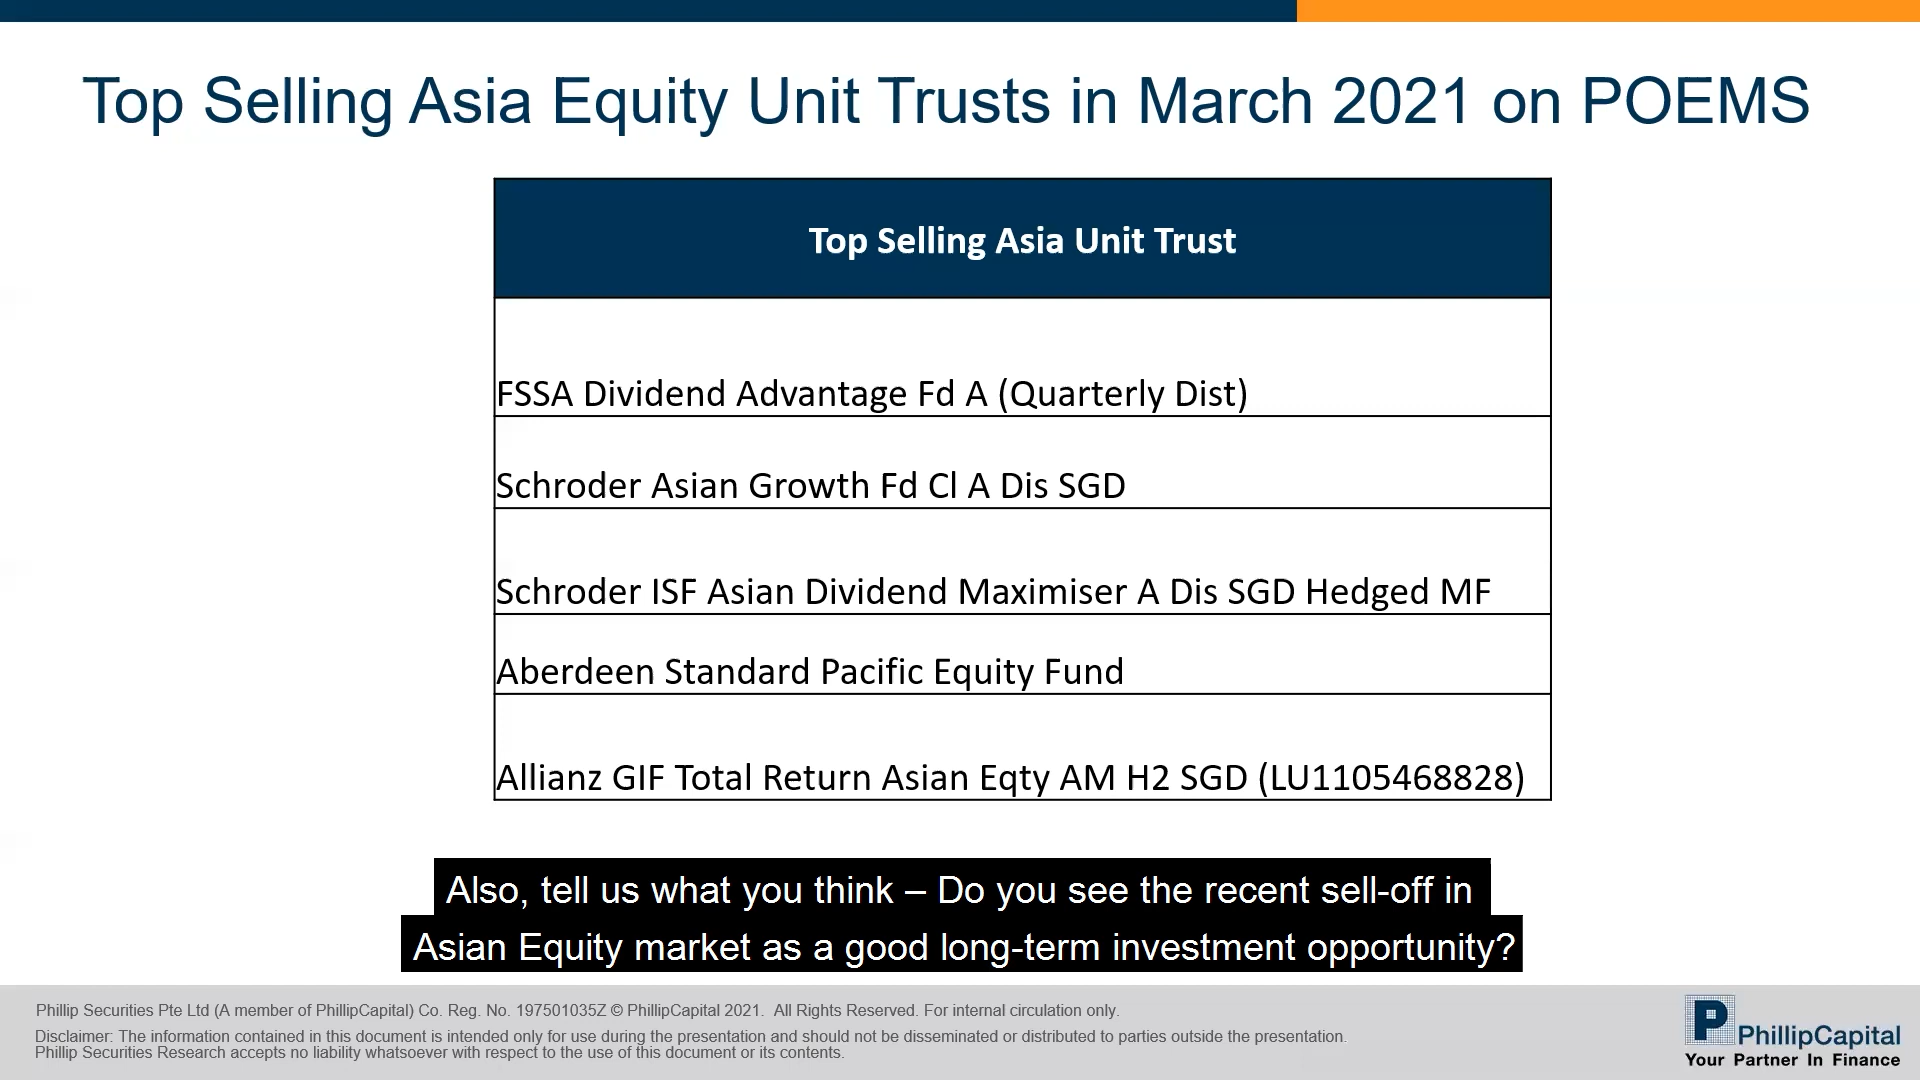 Top Selling Asia Equity Unit Trusts in March 2021 on POEMS
Top Selling Asia Unit Trust
FSSA Dividend Advantage Fd A (Quarterly Dist)
Schroder Asian Growth Fd Cl A Dis SGD
Schroder ISF Asian Dividend Maximiser A Dis SGD Hedged MF
Aberdeen Standard Pacific Equity Fund
Allianz GIF Total Return Asian Eqty AM H2 SGD (LU1105468828)
Also, tell us what you think – Do you see the recent sell-off in
Asian Equity market as a good long-term investment opportunity?
Phillip Securities Pte Ltd (A member of PhillipCapital) Co. Reg. No. 197501035Z © PhillipCapital 2021.  All Rights Reserved. For internal circulation only.
Disclaimer: The information contained in this document is intended only for use during the presentation and should not be disseminated or distributed to parties outside the presentation.
Phillip Securities Research accepts no liability whatsoever with respect to the use of this document or its contents.
P PhillipCapital
Your Partner In Finance